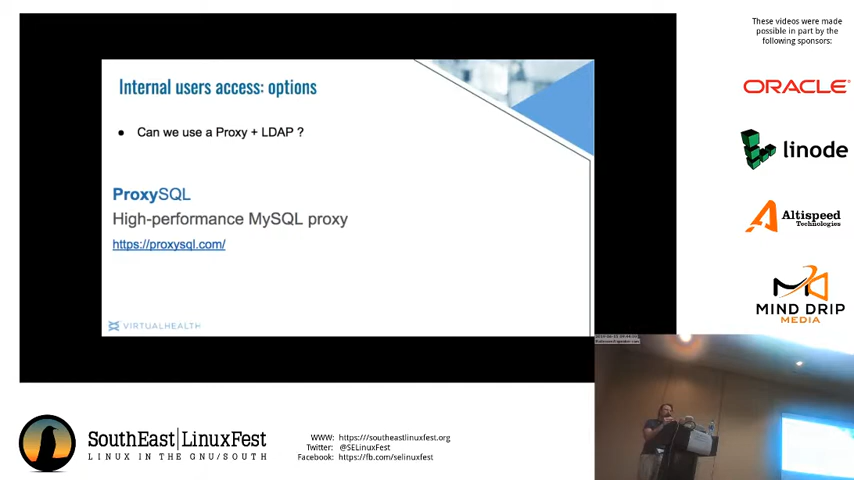 These videos were made
possible in part by the
following sponsors:
ORACLE
linode
Altispeed
Technologies
MIND DRIP
MEDIA
Internal users access: options
● Can we use a Proxy + LDAP ?
ProxySQL
High-performance MySQL proxy
https://proxysql.com/
VIRTUALHEALTH
SouthEast|LinuxFest
LINUX IN THE GNU/SOUTH
WWW: https:///southeastlinuxfest.org
Twitter: @SELinuxFest
Facebook: https://fb.com/selinuxfest